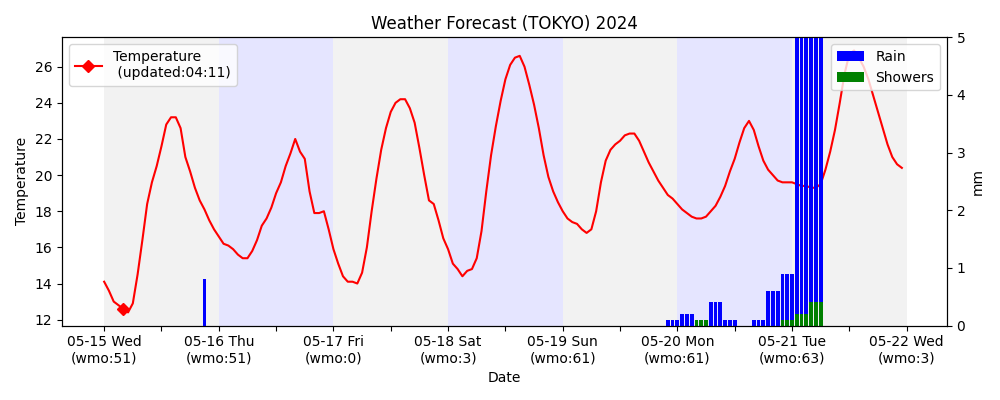 Weather Forecast (TOKYO) 2024
Temperature
(updated:04:11)
Rain
Showers
Temperature
26
24
22
20
18
16
14
12
5
4
3
2
1
0
mm
05-15 Wed
(wmo:51)
05-16 Thu
(wmo:51)
05-17 Fri
(wmo:0)
05-18 Sat
(wmo:3)
05-19 Sun
(wmo:61)
05-20 Mon
(wmo:61)
05-21 Tue
(wmo:63)
05-22 Wed
(wmo:3)
Date